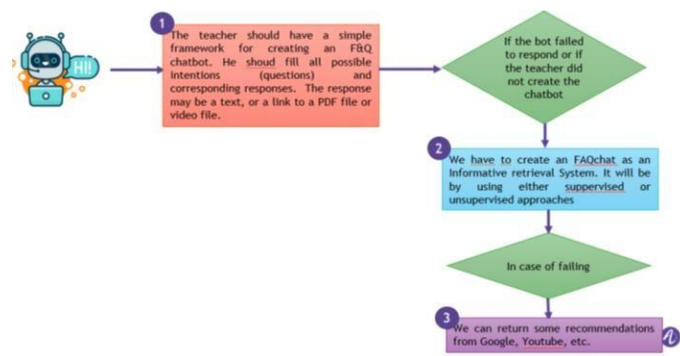 HI!
1
The teacher should have a simple
framework for creating an F&Q
chatbot. He shoud fill all possible
intentions (questions) and
corresponding responses. The response
may be a text, or a link to a PDF file or
video file.
If the bot failed
to respond or if
the teacher did
not create the
chatbot
2
We have to create an FAQchat as an
Informative retrieval System. It will be
by using either suppervised or
unsupervised approaches
In case of failing
3
We can return some recommendations
from Google, Youtube, etc.